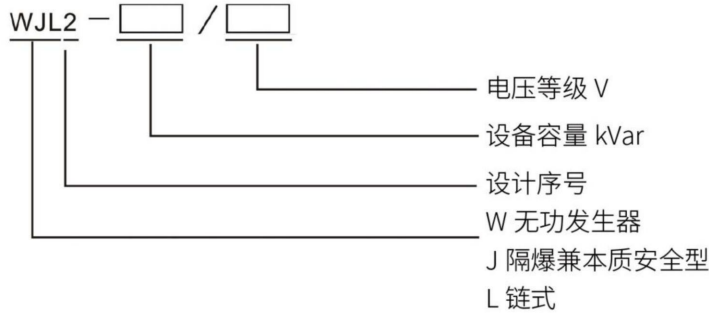 WJL2-□/□
电压等级 V
设备容量 kVar
设计序号
W 无功发生器
J 隔爆兼本质安全型
L 链式